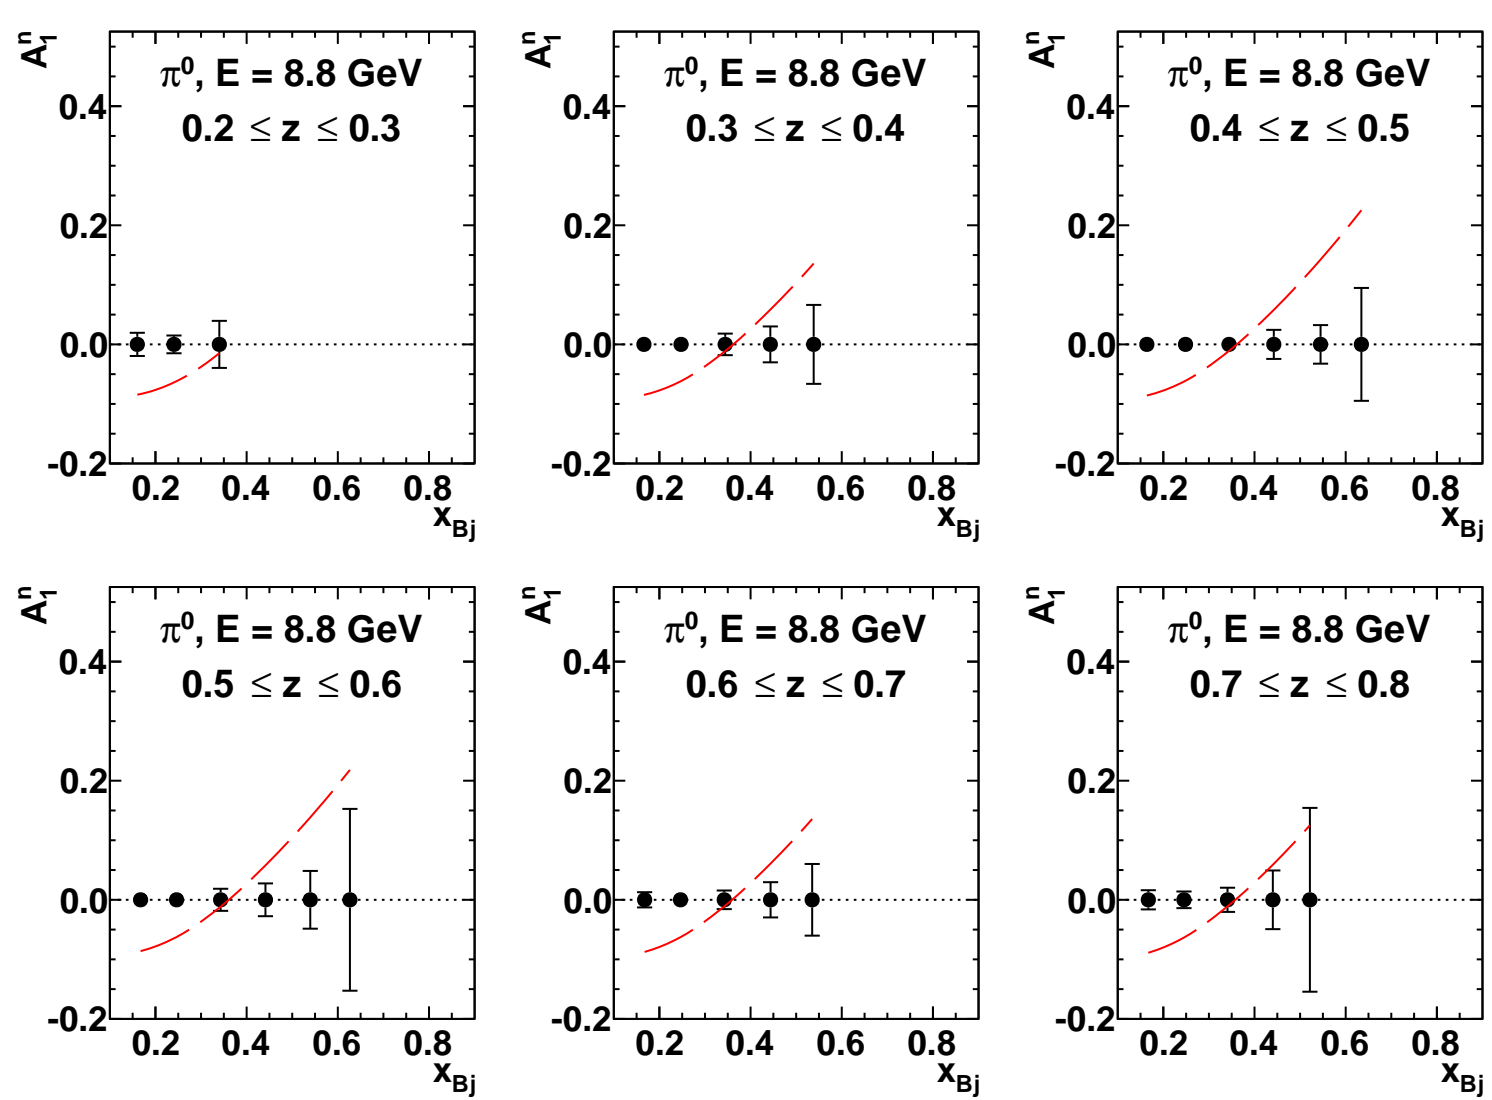 A₁ⁿ
π⁰, E = 8.8 GeV
0.2 ≤ z ≤ 0.3
0.4
0.2
0.0
-0.2
0.2 0.4 0.6 0.8
x_Bj
A₁ⁿ
π⁰, E = 8.8 GeV
0.3 ≤ z ≤ 0.4
0.4
0.2
0.0
-0.2
0.2 0.4 0.6 0.8
x_Bj
A₁ⁿ
π⁰, E = 8.8 GeV
0.4 ≤ z ≤ 0.5
0.4
0.2
0.0
-0.2
0.2 0.4 0.6 0.8
x_Bj
A₁ⁿ
π⁰, E = 8.8 GeV
0.5 ≤ z ≤ 0.6
0.4
0.2
0.0
-0.2
0.2 0.4 0.6 0.8
x_Bj
A₁ⁿ
π⁰, E = 8.8 GeV
0.6 ≤ z ≤ 0.7
0.4
0.2
0.0
-0.2
0.2 0.4 0.6 0.8
x_Bj
A₁ⁿ
π⁰, E = 8.8 GeV
0.7 ≤ z ≤ 0.8
0.4
0.2
0.0
-0.2
0.2 0.4 0.6 0.8
x_Bj